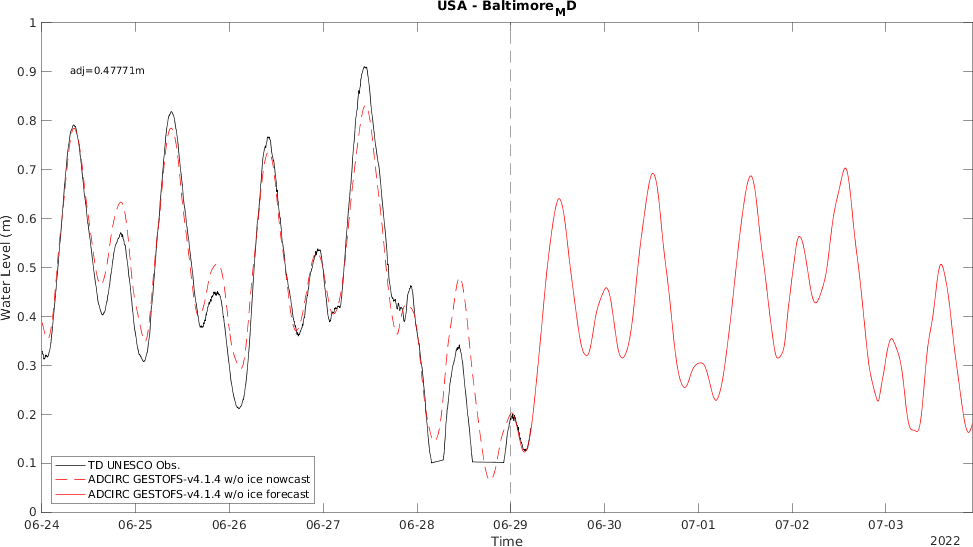 USA - Baltimore_MD
1
0.9
0.8
0.7
0.6
0.5
0.4
0.3
0.2
0.1
0
Water Level (m)
adj=0.47771m
TD UNESCO Obs.
ADCIRC GESTOFS-v4.1.4 w/o ice nowcast
ADCIRC GESTOFS-v4.1.4 w/o ice forecast
06-24 06-25 06-26 06-27 06-28 06-29 06-30 07-01 07-02 07-03
Time
2022